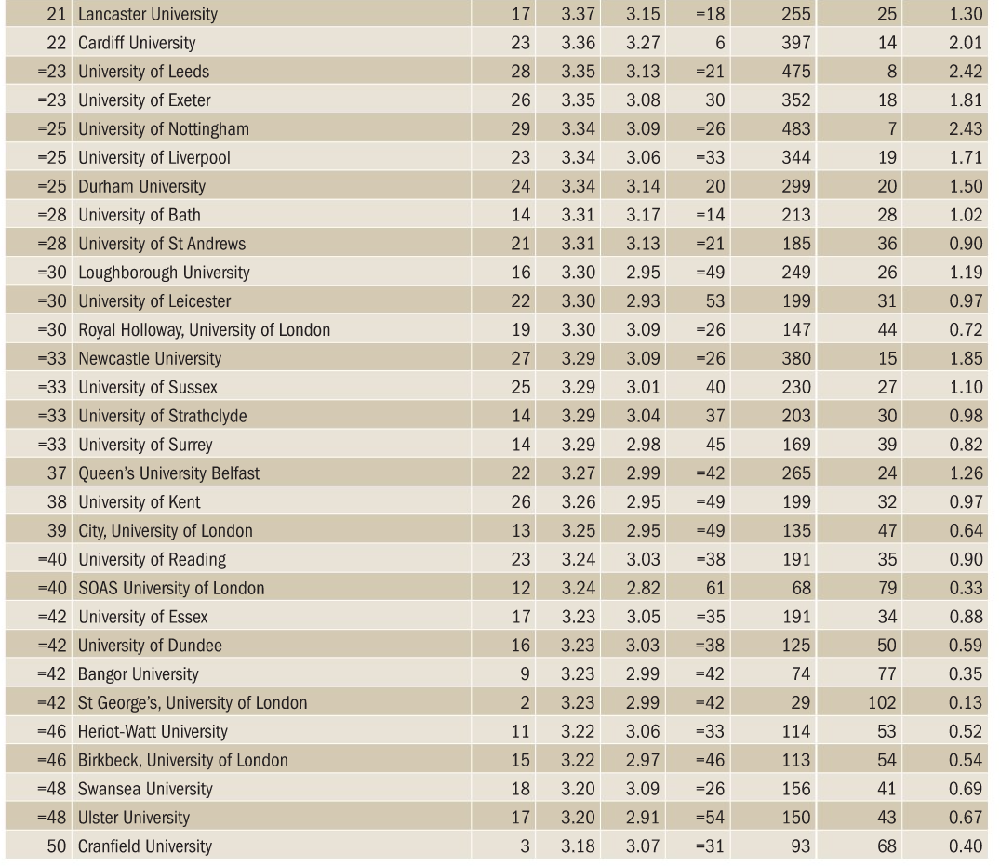 21 Lancaster University 17 3.37 3.15 =18 255 25 1.30
22 Cardiff University 23 3.36 3.27 6 397 14 2.01
=23 University of Leeds 28 3.35 3.13 =21 475 8 2.42
=23 University of Exeter 26 3.35 3.08 30 352 18 1.81
=25 University of Nottingham 29 3.34 3.09 =26 483 7 2.43
=25 University of Liverpool 23 3.34 3.06 =33 344 19 1.71
=25 Durham University 24 3.34 3.14 20 299 20 1.50
=28 University of Bath 14 3.31 3.17 =14 213 28 1.02
=28 University of St Andrews 21 3.31 3.13 =21 185 36 0.90
=30 Loughborough University 16 3.30 2.95 =49 249 26 1.19
=30 University of Leicester 22 3.30 2.93 53 199 31 0.97
=30 Royal Holloway, University of London 19 3.30 3.09 =26 147 44 0.72
=33 Newcastle University 27 3.29 3.09 =26 380 15 1.85
=33 University of Sussex 25 3.29 3.01 40 230 27 1.10
=33 University of Strathclyde 14 3.29 3.04 37 203 30 0.98
=33 University of Surrey 14 3.29 2.98 45 169 39 0.82
37 Queen's University Belfast 22 3.27 2.99 =42 265 24 1.26
38 University of Kent 26 3.26 2.95 =49 199 32 0.97
39 City, University of London 13 3.25 2.95 =49 135 47 0.64
=40 University of Reading 23 3.24 3.03 =38 191 35 0.90
=40 SOAS University of London 12 3.24 2.82 61 68 79 0.33
=42 University of Essex 17 3.23 3.05 =35 191 34 0.88
=42 University of Dundee 16 3.23 3.03 =38 125 50 0.59
=42 Bangor University 9 3.23 2.99 =42 74 77 0.35
=42 St George's, University of London 2 3.23 2.99 =42 29 102 0.13
=46 Heriot-Watt University 11 3.22 3.06 =33 114 53 0.52
=46 Birkbeck, University of London 15 3.22 2.97 =46 113 54 0.54
=48 Swansea University 18 3.20 3.09 =26 156 41 0.69
=48 Ulster University 17 3.20 2.91 =54 150 43 0.67
50 Cranfield University 3 3.18 3.07 =31 93 68 0.40